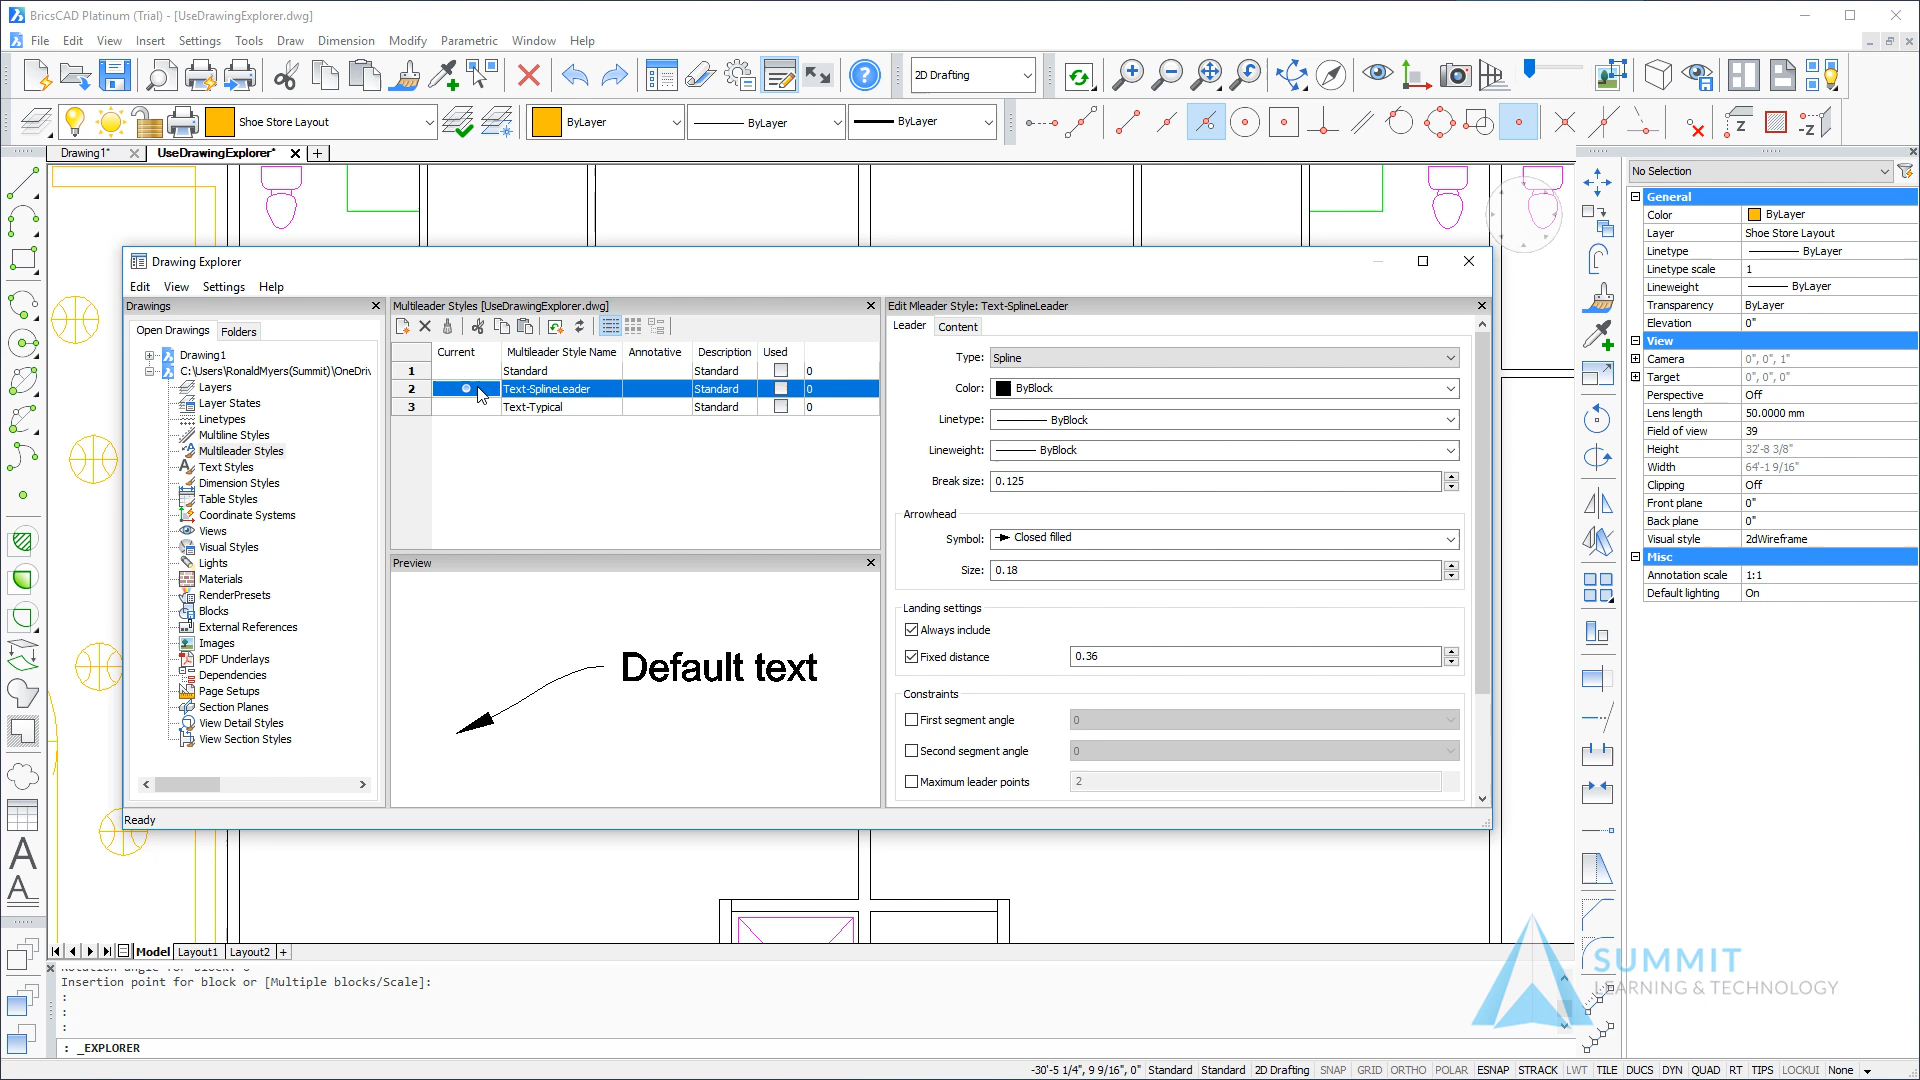 BricsCAD Platinum (Trial) - [UseDrawingExplorer.dwg]
File Edit View Insert Settings Tools Draw Dimension Modify Parametric Window Help
2D Drafting
Shoe Store Layout
ByLayer
ByLayer
ByLayer
Drawing1*
UseDrawingExplorer*
Drawing Explorer
Edit View Settings Help
Drawings
Open Drawings
Folders
Drawing1
C:\Users\RonaldMyers(Summit)\OneDriv
Layers
Layer States
Linetypes
Multiline Styles
Multileader Styles
Text Styles
Dimension Styles
Table Styles
Coordinate Systems
Views
Visual Styles
Lights
Materials
RenderPresets
Blocks
External References
Images
PDF Underlays
Dependencies
Page Setups
Section Planes
View Detail Styles
View Section Styles
Ready
Multileader Styles [UseDrawingExplorer.dwg]
Current Multileader Style Name Annotative Description Used
1 Standard Standard 0
2 Text-SplineLeader Standard 0
3 Text-Typical Standard 0
Preview
Default text
Edit Mleader Style: Text-SplineLeader
Leader Content
Type: Spline
Color: ByBlock
Linetype: ByBlock
Lineweight: ByBlock
Break size: 0.125
Arrowhead
Symbol: Closed filled
Size: 0.18
Landing settings
Always include
Fixed distance 0.36
Constraints
First segment angle 0
Second segment angle 0
Maximum leader points 2
No Selection
General
Color ByLayer
Layer Shoe Store Layout
Linetype ByLayer
Linetype scale 1
Lineweight ByLayer
Transparency ByLayer
Elevation 0"
View
Camera 0", 0", 1"
Target 0", 0", 0"
Perspective Off
Lens length 50.0000 mm
Field of view 39
Height 32'-8 3/8"
Width 64'-1 9/16"
Clipping Off
Front plane 0"
Back plane 0"
Visual style 2dWireframe
Misc
Annotation scale 1:1
Default lighting On
Model Layout1 Layout2
Insertion point for block or [Multiple blocks/Scale]:
:
:
:
: _EXPLORER
SUMMIT
LEARNING & TECHNOLOGY
-30'-5 1/4", 9 9/16", 0" Standard Standard 2D Drafting SNAP GRID ORTHO POLAR ESNAP STRACK LWT TILE DUCS DYN QUAD RT TIPS LOCKUI None